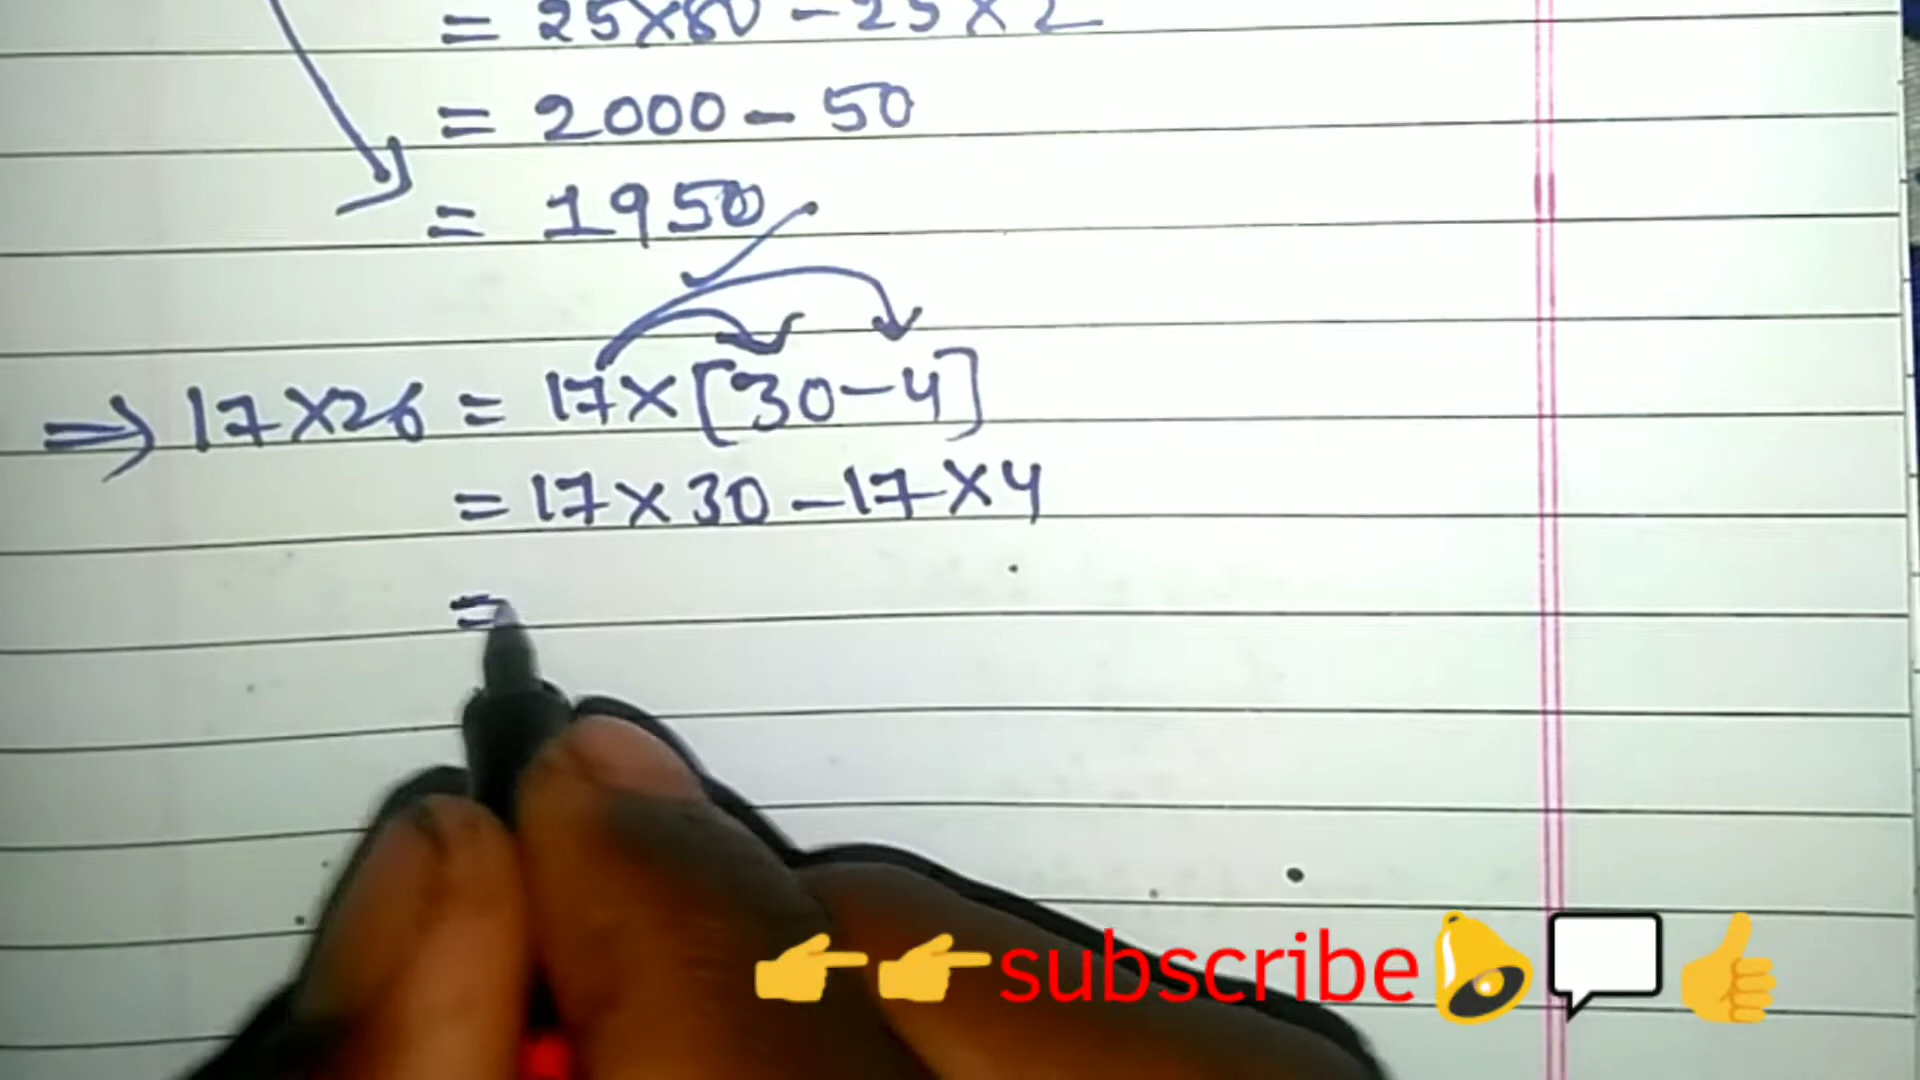 = 25×80 - 25×2
= 2000 - 50
= 1950
⇒ 17×26 = 17×[30-4]
= 17×30 - 17×4
=
👉👉subscribe🔔💬👍